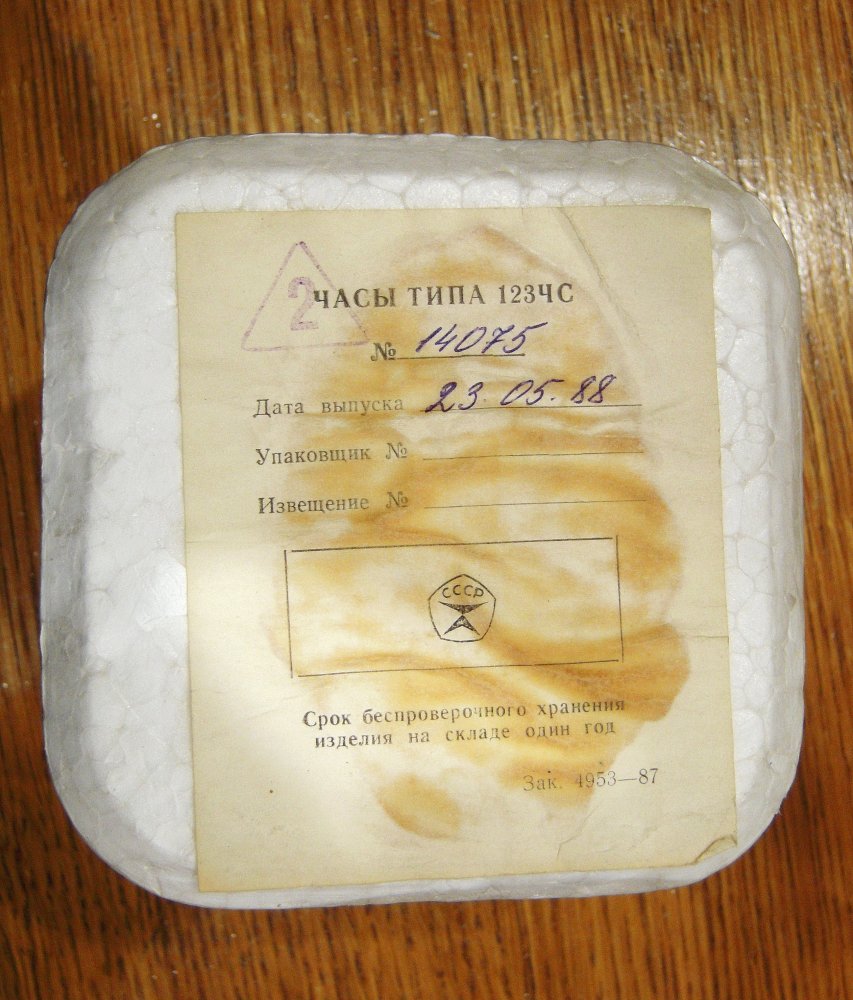 2
ЧАСЫ ТИПА 123ЧС
№ 14075
Дата выпуска 23.05.88
Упаковщик №
Извещение №
СССР
Срок беспроверочного хранения
изделия на складе один год
Зак. 4953—87